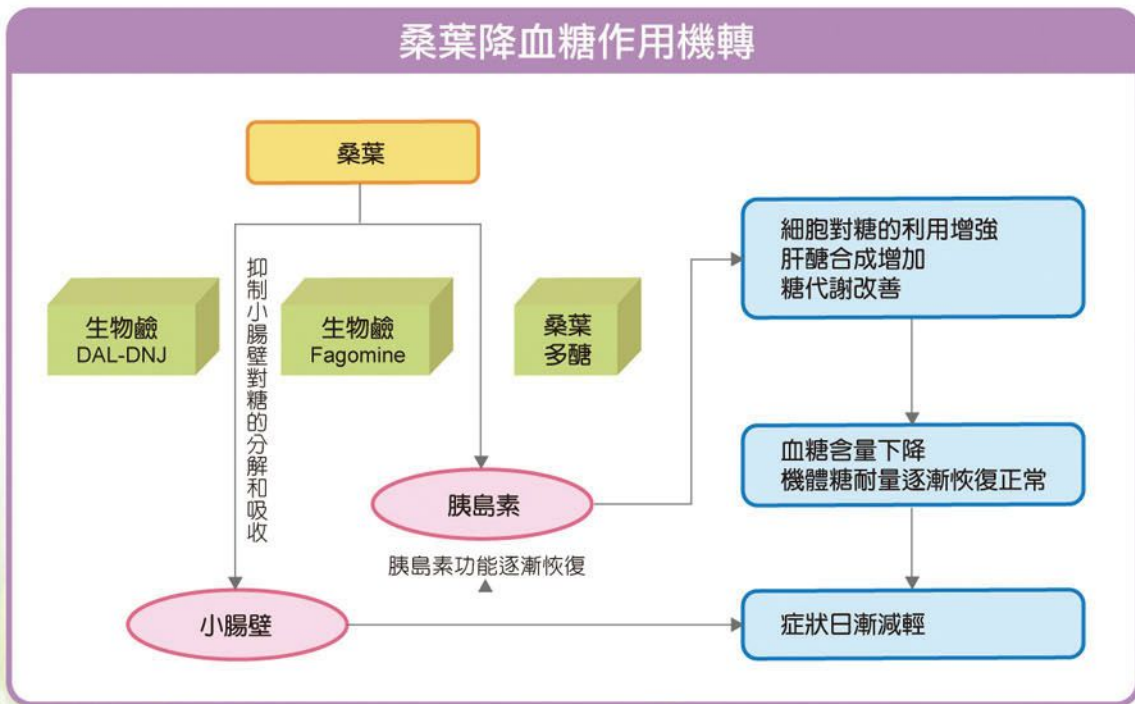 桑葉降血糖作用機轉
桑葉
生物鹼
DAL-DNJ
抑制小腸壁對糖的分解和吸收
生物鹼
Fagomine
桑葉
多醣
細胞對糖的利用增強
肝醣合成增加
糖代謝改善
血糖含量下降
機體糖耐量逐漸恢復正常
胰島素
胰島素功能逐漸恢復
小腸壁
症狀日漸減輕